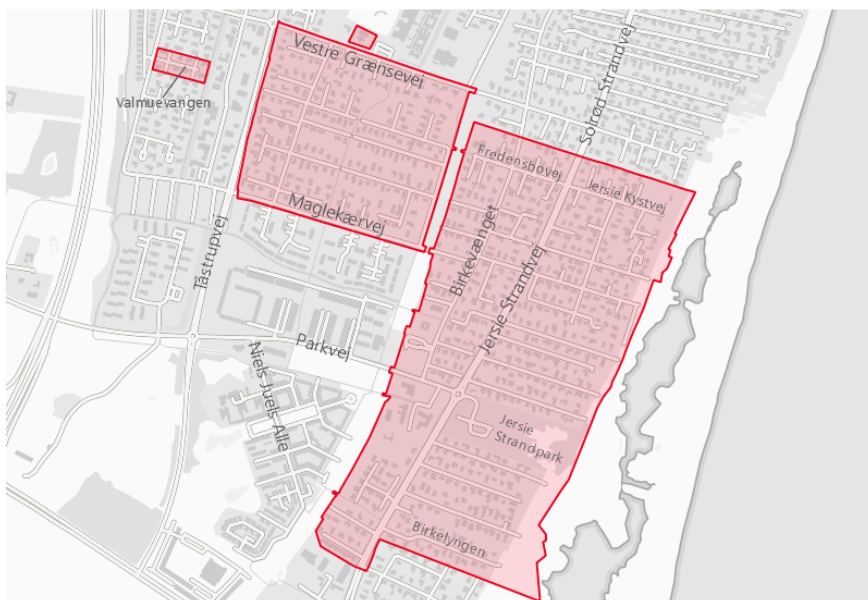 Vestre Grænsevej
Solrød Strandvej
Valmuevangen
Fredensbovej
Jersie Kystvej
Maglekærvej
Tåstrupvej
Birkevænget
Jersie Strandvej
Parkvej
Niels Juels Alle
Jersie
Strandpark
Birkelyngen